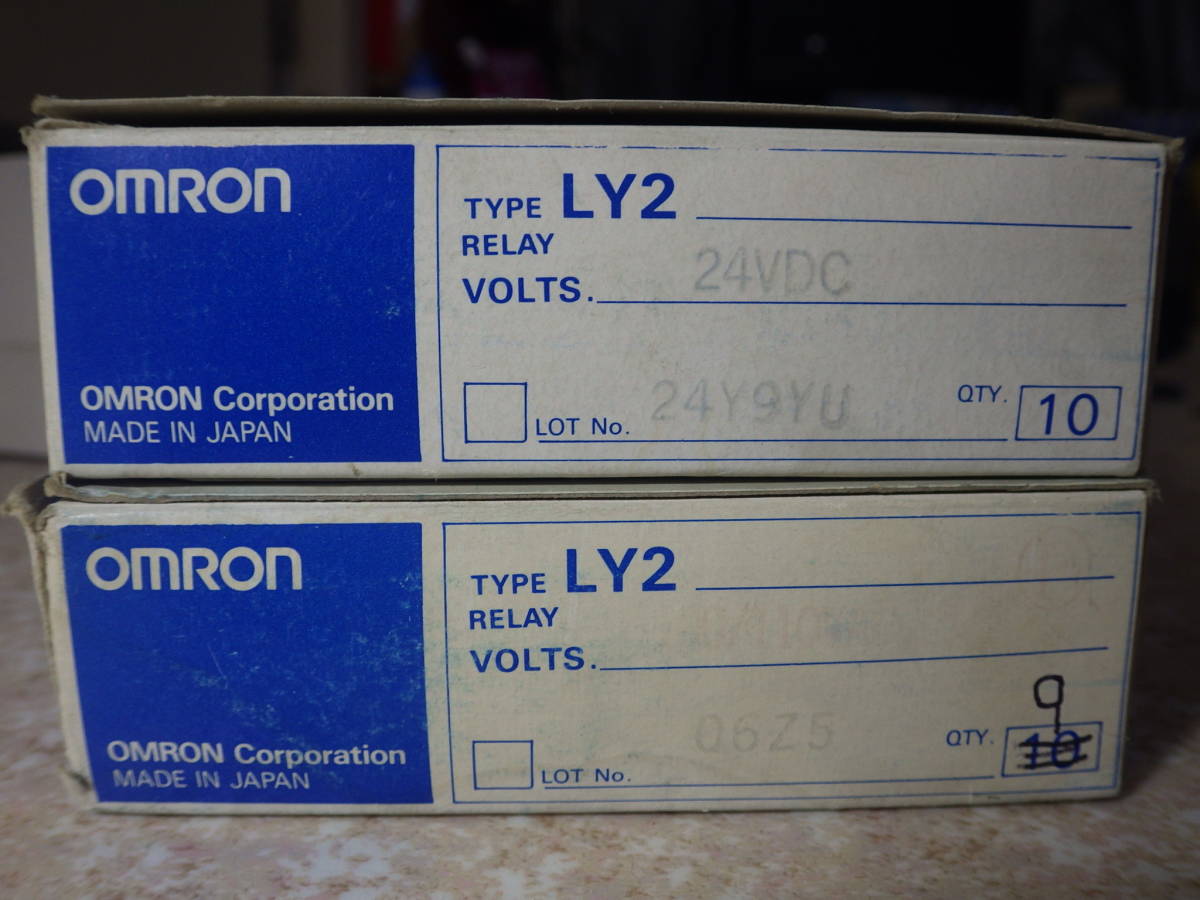 OMRON
OMRON Corporation
MADE IN JAPAN
TYPE LY2
RELAY
VOLTS. 24VDC
LOT No. 24Y9YU
QTY. 10
OMRON
OMRON Corporation
MADE IN JAPAN
TYPE LY2
RELAY
VOLTS.
LOT No. 06Z5
QTY. 10
9